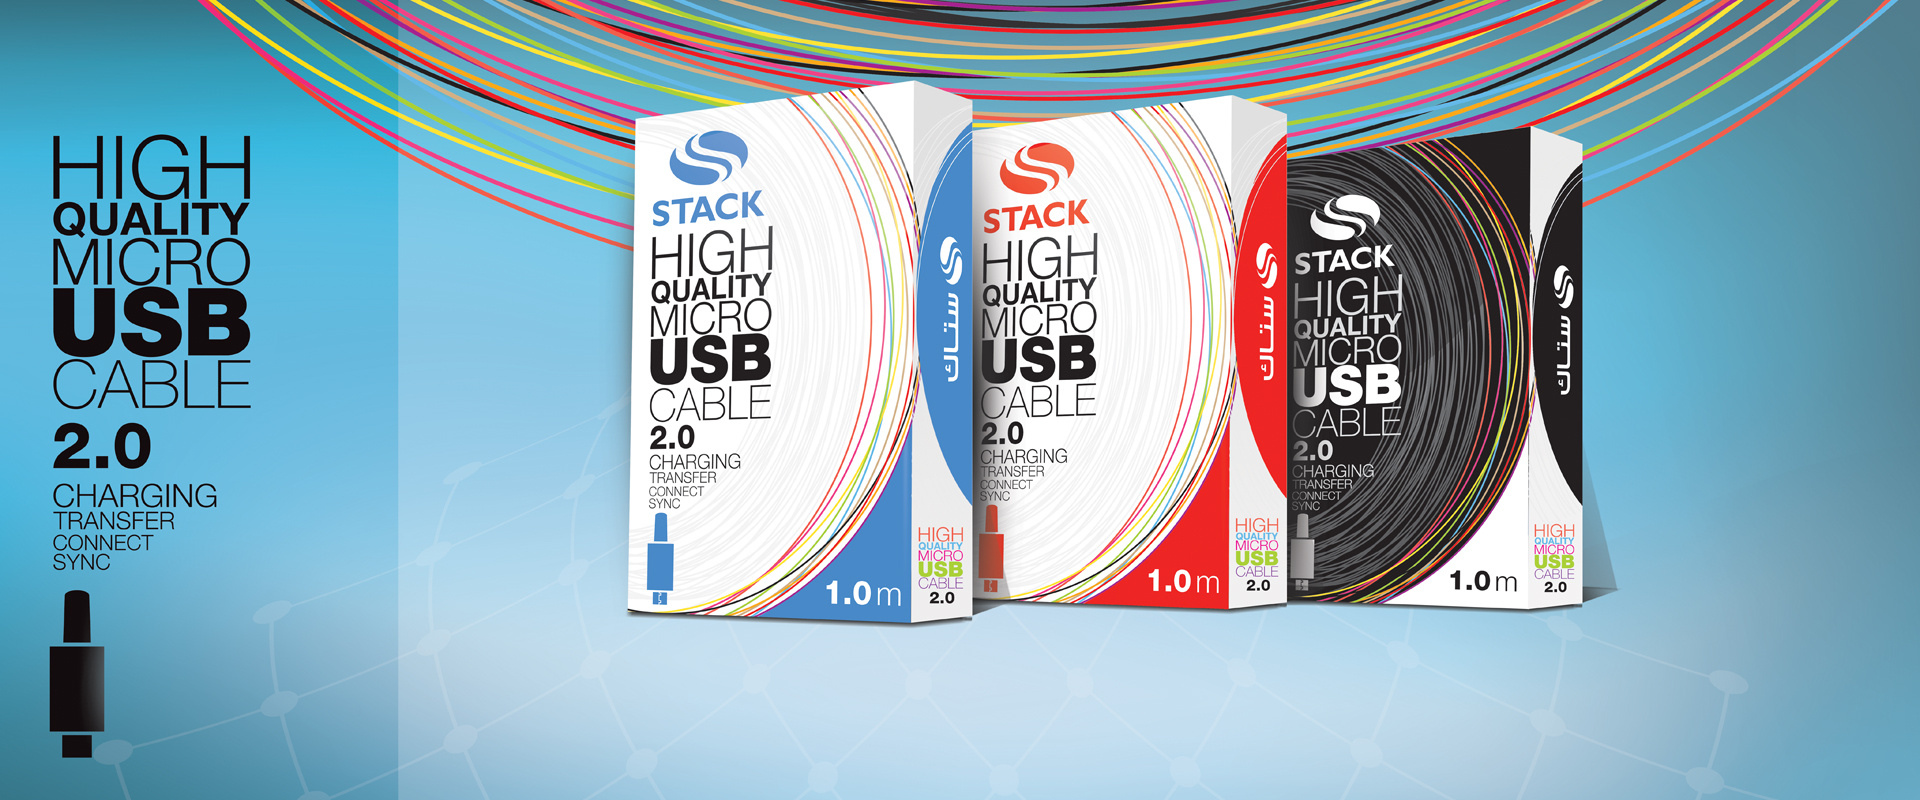 HIGH
QUALITY
MICRO
USB
CABLE
2.0
CHARGING
TRANSFER
CONNECT
SYNC
STACK
HIGH
QUALITY
MICRO
USB
CABLE
2.0
CHARGING
TRANSFER
CONNECT
SYNC
1.0 m
ستاك
HIGH
QUALITY
MICRO
USB
CABLE
2.0
STACK
HIGH
QUALITY
MICRO
USB
CABLE
2.0
CHARGING
TRANSFER
CONNECT
SYNC
1.0 m
ستاك
HIGH
QUALITY
MICRO
USB
CABLE
2.0
STACK
HIGH
QUALITY
MICRO
USB
CABLE
2.0
CHARGING
TRANSFER
CONNECT
SYNC
1.0 m
ستاك
HIGH
QUALITY
MICRO
USB
CABLE
2.0